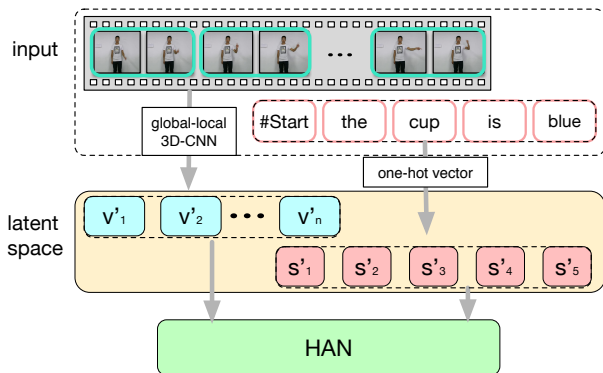 input
global-local
3D-CNN
#Start the cup is blue
one-hot vector
latent
space
v'1 v'2 ••• v'n
s'1 s'2 s'3 s'4 s'5
HAN